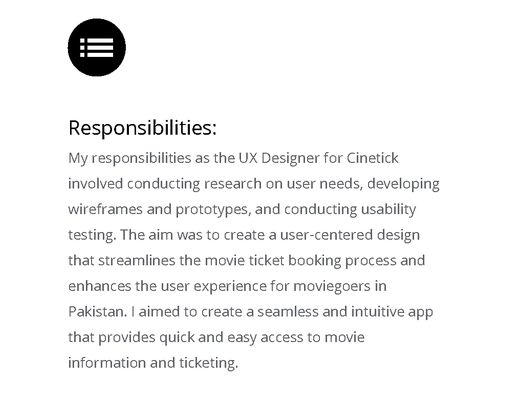 Responsibilities:
My responsibilities as the UX Designer for Cinetick
involved conducting research on user needs, developing
wireframes and prototypes, and conducting usability
testing. The aim was to create a user-centered design
that streamlines the movie ticket booking process and
enhances the user experience for moviegoers in
Pakistan. I aimed to create a seamless and intuitive app
that provides quick and easy access to movie
information and ticketing.